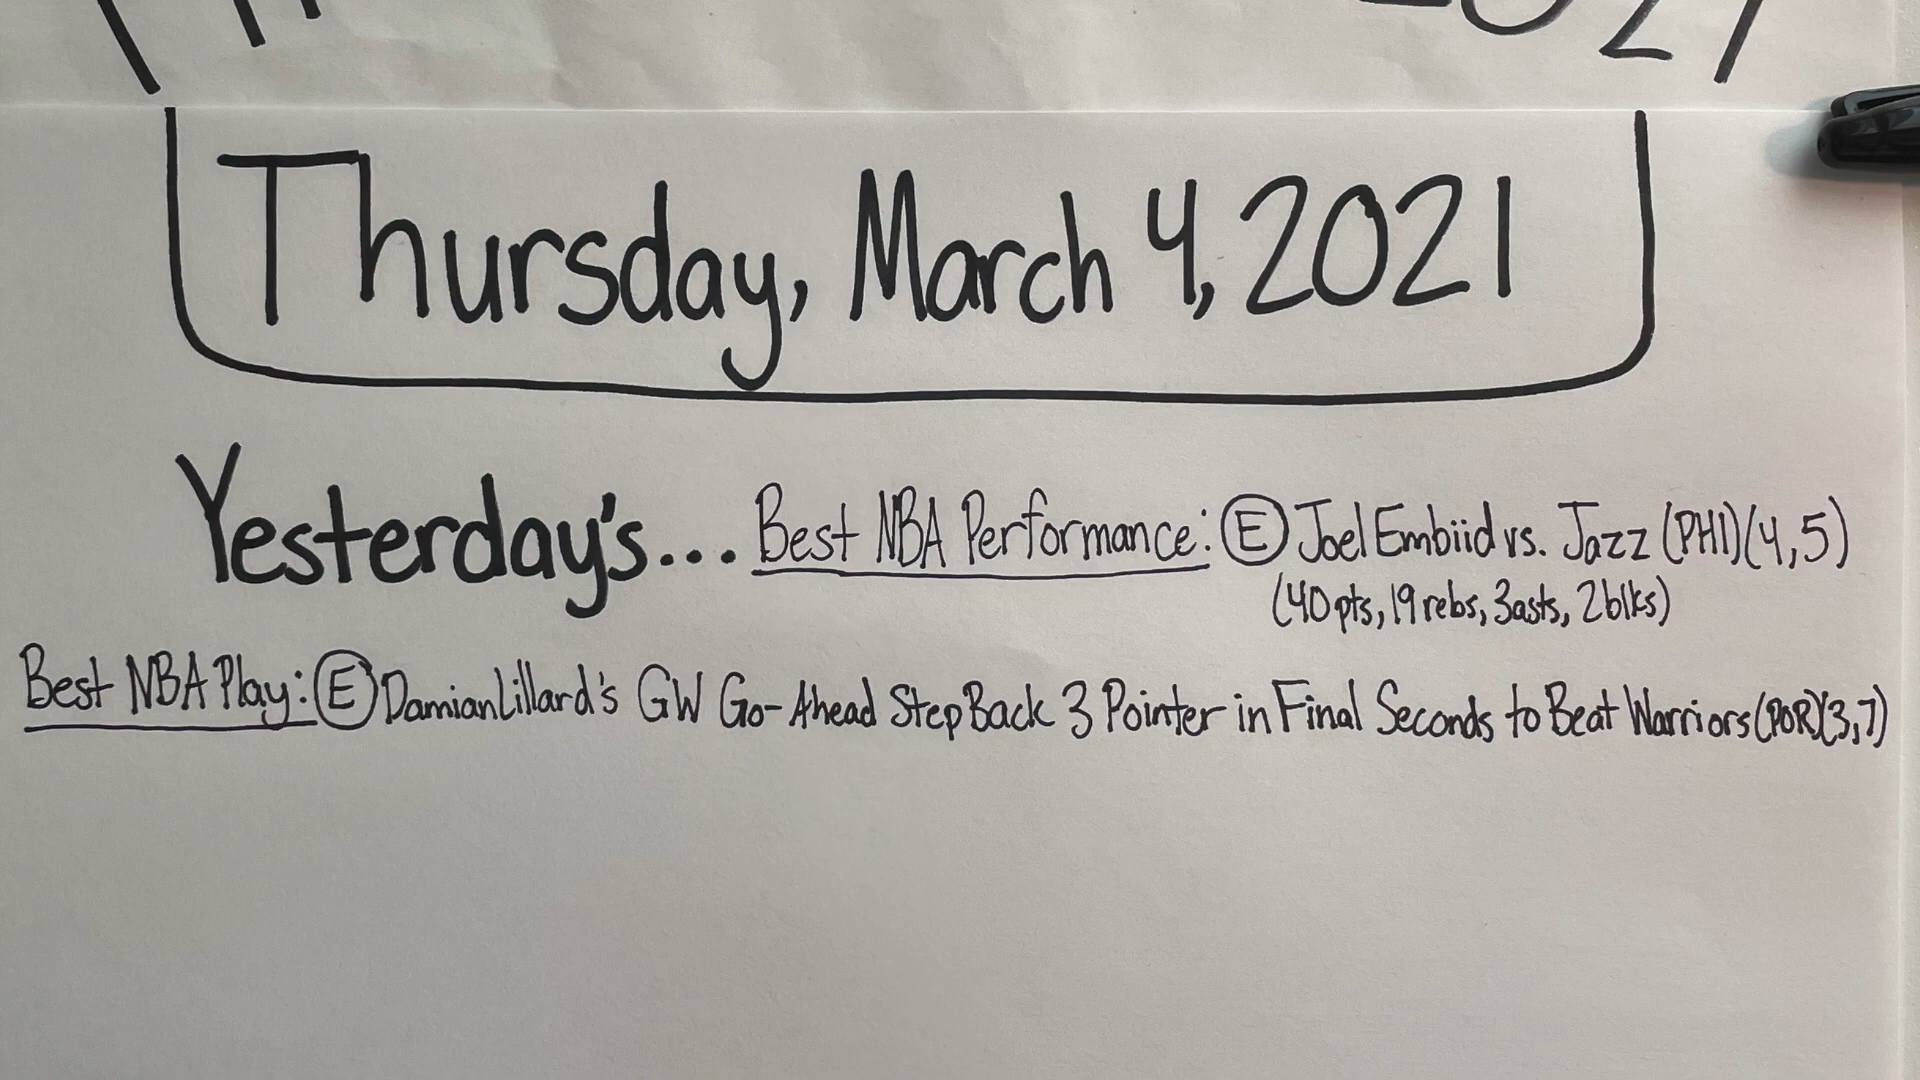 Thursday, March 4, 2021
Yesterday's... Best NBA Performance: Ⓔ Joel Embiid vs. Jazz (PHI)(4,5)
(40 pts, 19 rebs, 3 asts, 2 blks)
Best NBA Play: Ⓔ Damian Lillard's GW Go-Ahead Step Back 3 Pointer in Final Seconds to Beat Warriors (POR)(3,7)